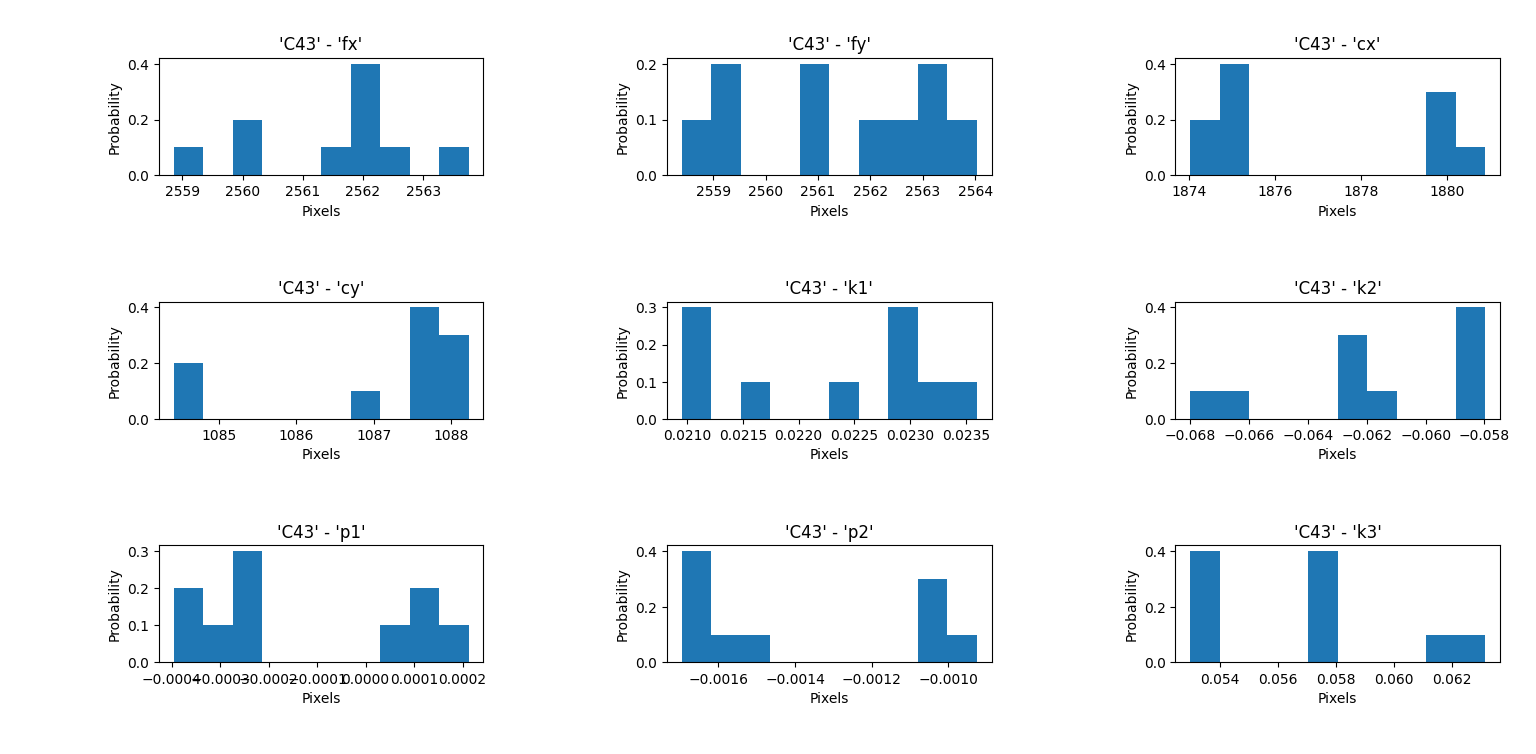 'C43' - 'fx' 'C43' - 'fy' 'C43' - 'cx'
Probability Probability Probability
0.4 0.2 0.4
0.2 0.1 0.2
0.0 0.0 0.0
2559 2560 2561 2562 2563 2559 2560 2561 2562 2563 2564 1874 1876 1878 1880
Pixels Pixels Pixels
'C43' - 'cy' 'C43' - 'k1' 'C43' - 'k2'
Probability Probability Probability
0.4 0.3 0.4
0.2 0.2 0.2
0.1
0.0 0.0 0.0
1085 1086 1087 1088 0.0210 0.0215 0.0220 0.0225 0.0230 0.0235 −0.068 −0.066 −0.064 −0.062 −0.060 −0.058
Pixels Pixels Pixels
'C43' - 'p1' 'C43' - 'p2' 'C43' - 'k3'
Probability Probability Probability
0.3 0.4 0.4
0.2 0.2 0.2
0.1
0.0 0.0 0.0
−0.0004 −0.0003 −0.0002 −0.0001 0.0000 0.0001 0.0002 −0.0016 −0.0014 −0.0012 −0.0010 0.054 0.056 0.058 0.060 0.062
Pixels Pixels Pixels